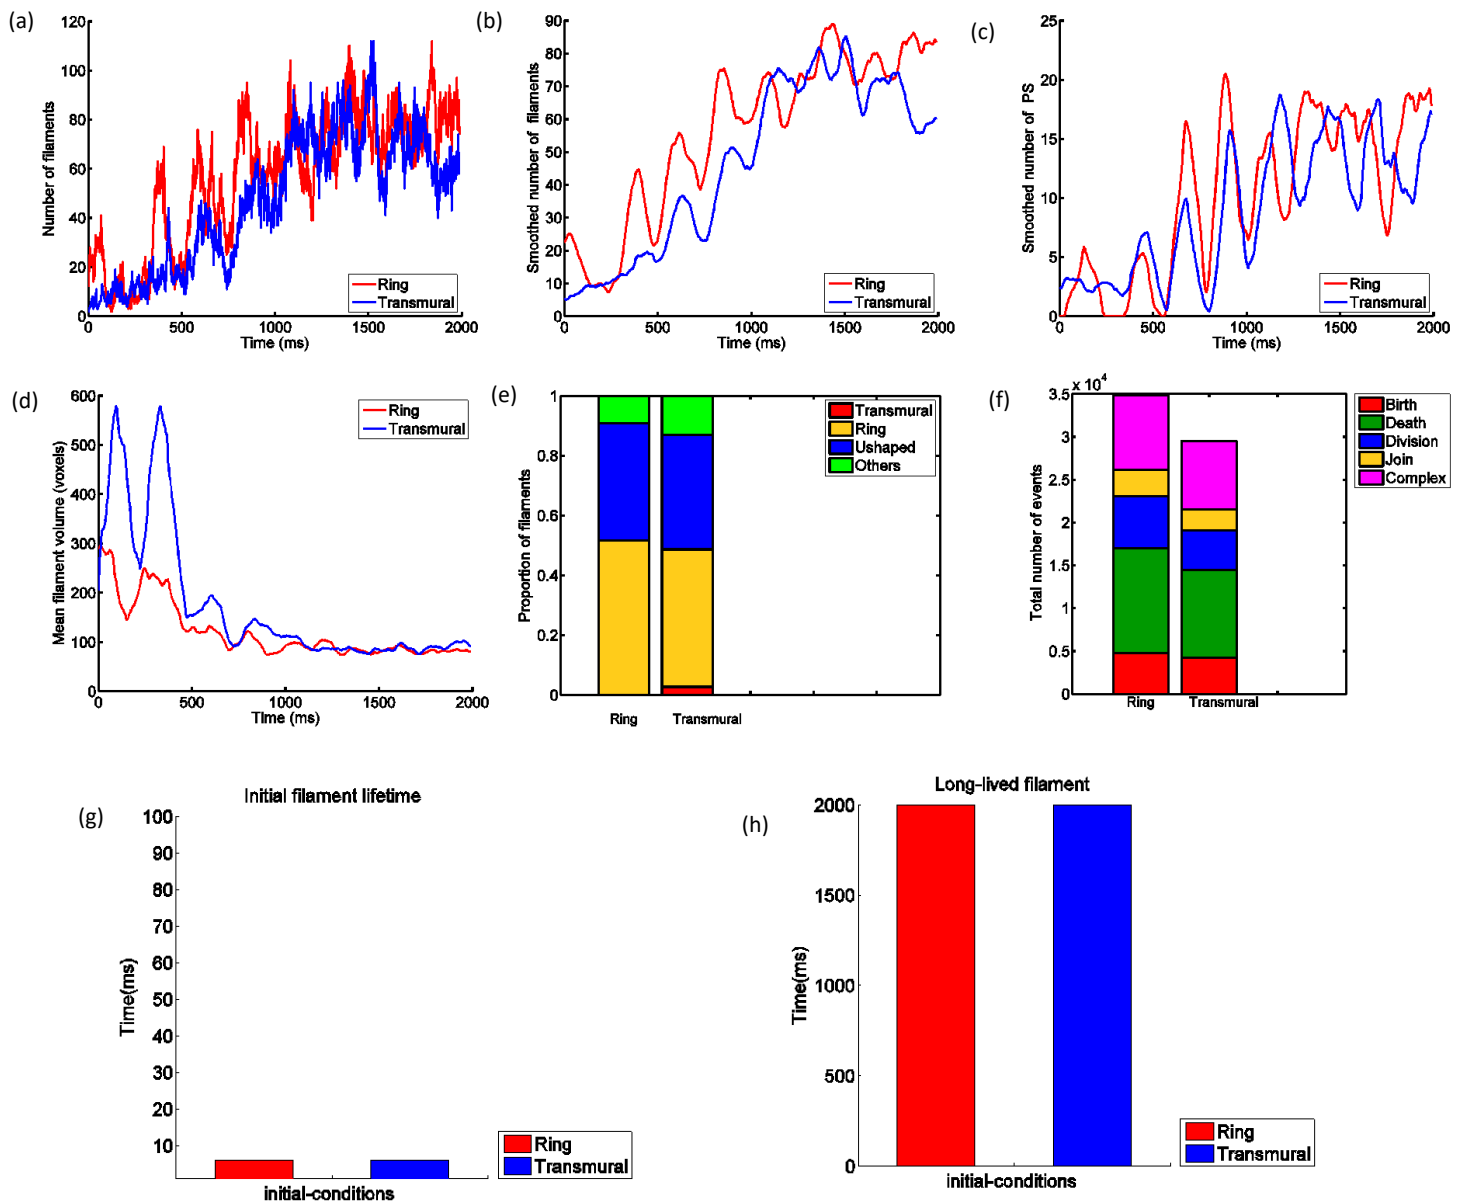 (a)
120
100
80
60
40
20
0
Number of filaments
0 500 1000 1500 2000
Time (ms)
Ring
Transmural
(b)
90
80
70
60
50
40
30
20
10
0
Smoothed number of filaments
0 500 1000 1500 2000
Time (ms)
Ring
Transmural
(c)
25
20
15
10
5
0
Smoothed number of PS
0 500 1000 1500 2000
Time (ms)
Ring
Transmural
(d)
600
500
400
300
200
100
0
Mean filament volume (voxels)
0 500 1000 1500 2000
Time (ms)
Ring
Transmural
(e)
1
0.8
0.6
0.4
0.2
0
Proportion of filaments
Ring Transmural
Transmural
Ring
Ushaped
Others
(f)
x 10^4
3.5
3
2.5
2
1.5
1
0.5
0
Total number of events
Ring Transmural
Birth
Death
Division
Join
Complex
(g)
Initial filament lifetime
100
90
80
70
60
50
40
30
20
10
Time(ms)
initial-conditions
Ring
Transmural
(h)
Long-lived filament
2000
1500
1000
500
0
Time(ms)
initial-conditions
Ring
Transmural